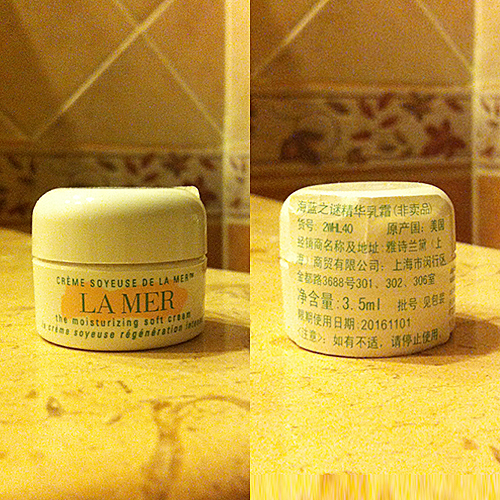 CRÈME SOYEUSE DE LA MER™
LA MER
the moisturizing soft cream
la crème soyeuse régénération intense
海蓝之谜精华乳霜(非卖品)
货号: 2WHL40 原产国: 美国
经销商名称及地址: 雅诗兰黛(上
海)商贸有限公司: 上海市闵行区
金都路3688号301, 302, 306室
净含量: 3.5ml 批号: 见包装
限期使用日期: 20161101
<注意>: 如有不适, 请停止使用.